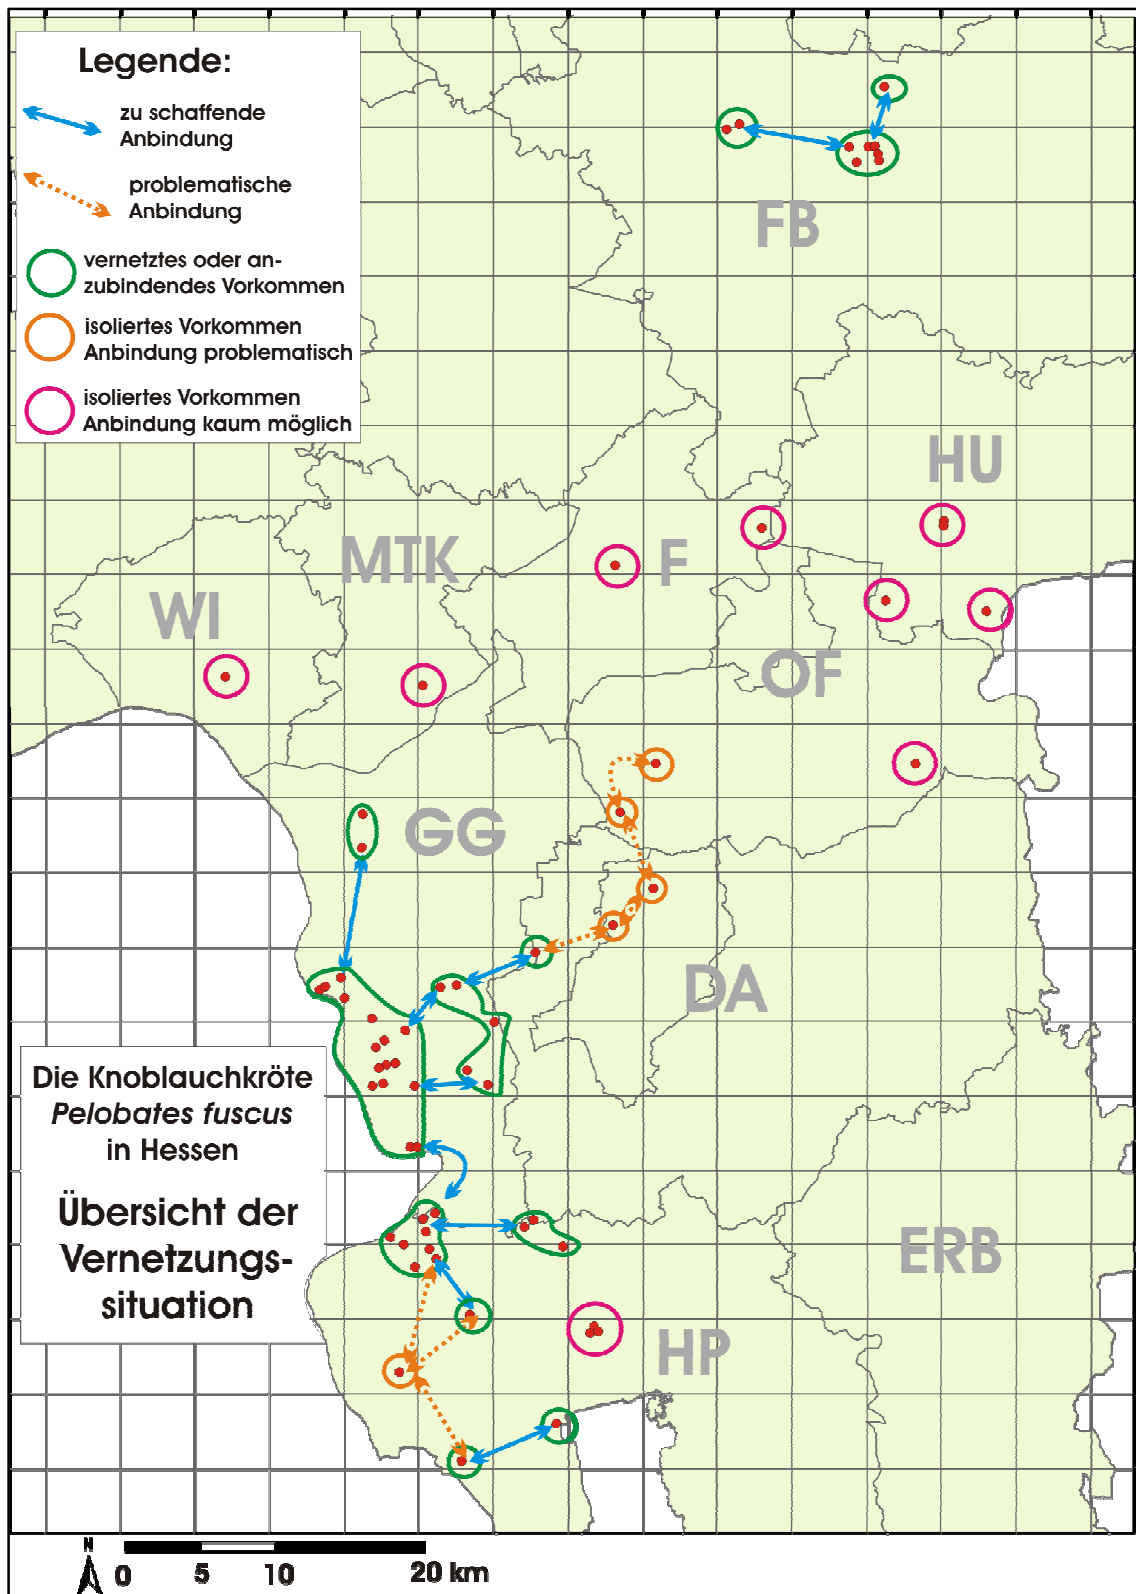 Legende:
zu schaffende
Anbindung
problematische
Anbindung
vernetztes oder an-
zubindendes Vorkommen
isoliertes Vorkommen
Anbindung problematisch
isoliertes Vorkommen
Anbindung kaum möglich
FB
HU
MTK
F
WI
OF
GG
DA
Die Knoblauchkröte
Pelobates fuscus
in Hessen
Übersicht der
Vernetzungs-
situation
ERB
HP
N
0 5 10 20 km